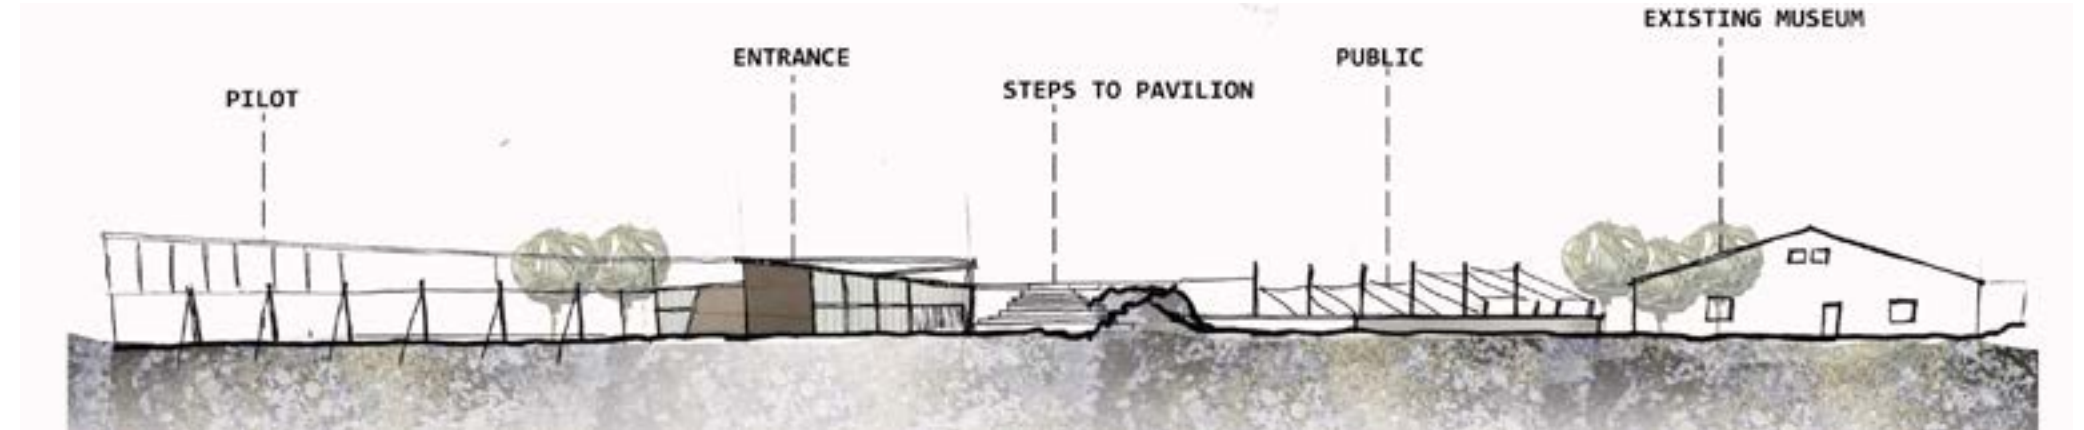 PILOT
ENTRANCE
STEPS TO PAVILION
PUBLIC
EXISTING MUSEUM